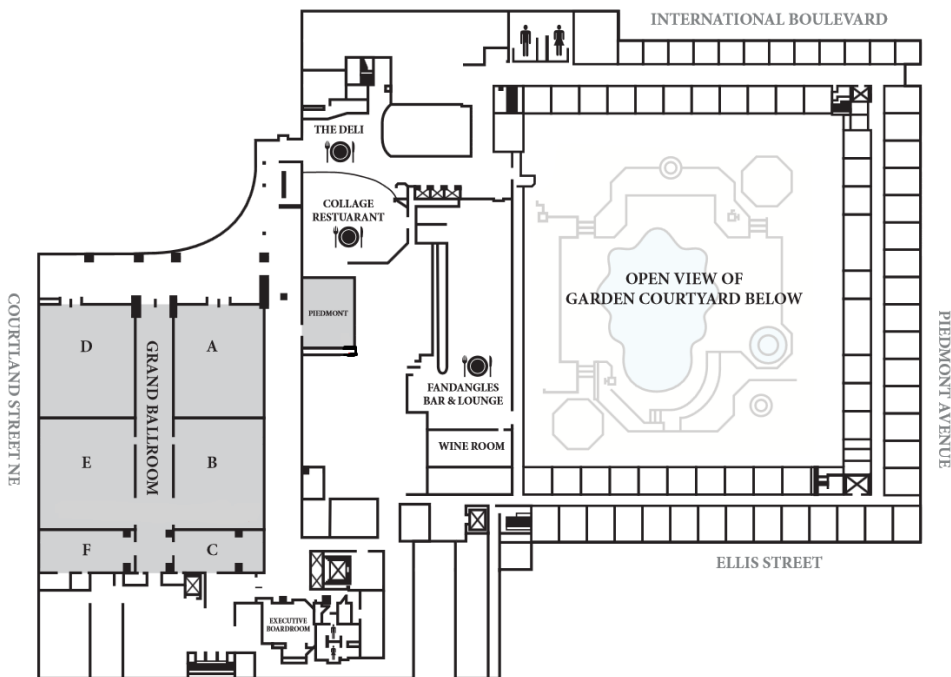 INTERNATIONAL BOULEVARD
THE DELI
COLLAGE
RESTUARANT
OPEN VIEW OF
GARDEN COURTYARD BELOW
COURTLAND STREET NE
PIEDMONT
PIEDMONT AVENUE
D
GRAND BALLROOM
A
FANDANGLES
BAR & LOUNGE
WINE ROOM
E
B
F
C
ELLIS STREET
EXECUTIVE
BOARDROOM